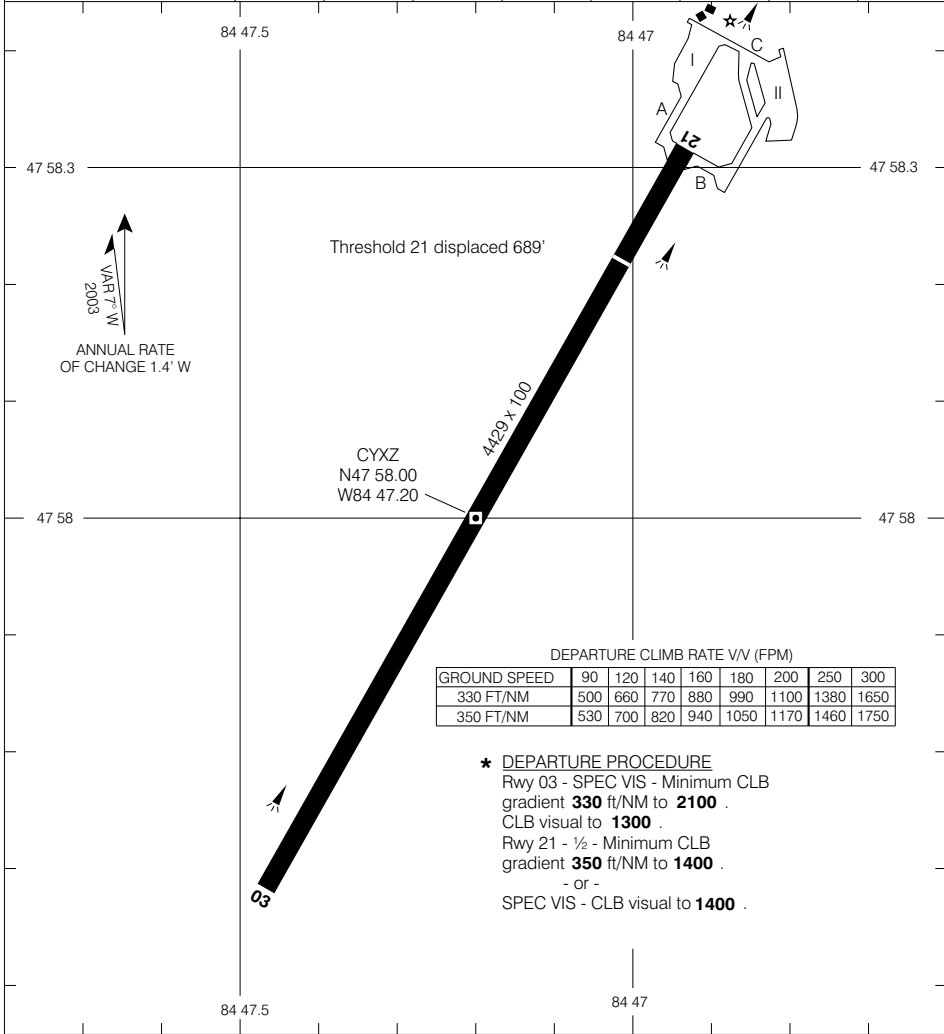 84 47.5
84 47
C
I
II
A
21
47 58.3
47 58.3
B
Threshold 21 displaced 689'
VAR 7° W
2003
ANNUAL RATE
OF CHANGE 1.4' W
4429 x 100
CYXZ
N47 58.00
W84 47.20
47 58
47 58
DEPARTURE CLIMB RATE V/V (FPM)
GROUND SPEED 90 120 140 160 180 200 250 300
330 FT/NM 500 660 770 880 990 1100 1380 1650
350 FT/NM 530 700 820 940 1050 1170 1460 1750
* DEPARTURE PROCEDURE
Rwy 03 - SPEC VIS - Minimum CLB
gradient 330 ft/NM to 2100 .
CLB visual to 1300 .
Rwy 21 - ½ - Minimum CLB
gradient 350 ft/NM to 1400 .
- or -
SPEC VIS - CLB visual to 1400 .
03
84 47.5
84 47